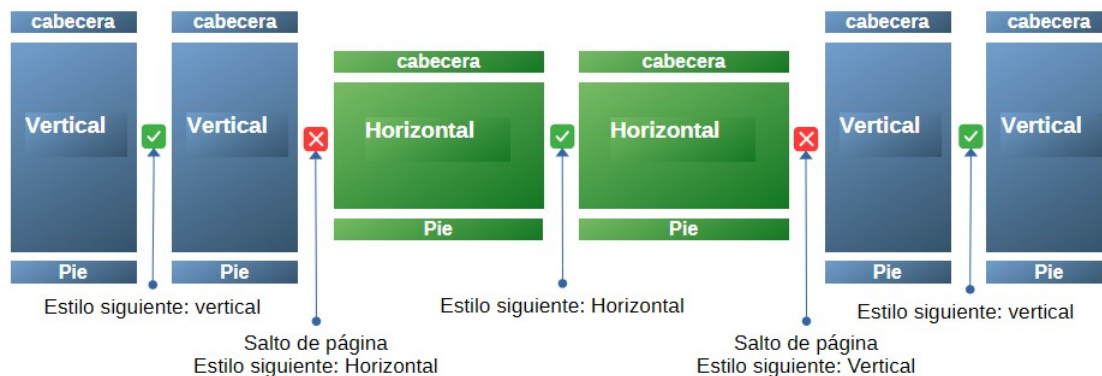 cabecera
cabecera
cabecera
cabecera
cabecera
cabecera
Vertical
Vertical
Horizontal
Horizontal
Vertical
Vertical
Pie
Pie
Pie
Pie
Pie
Pie
Estilo siguiente: vertical
Estilo siguiente: Horizontal
Estilo siguiente: vertical
Salto de página
Estilo siguiente: Horizontal
Salto de página
Estilo siguiente: Vertical